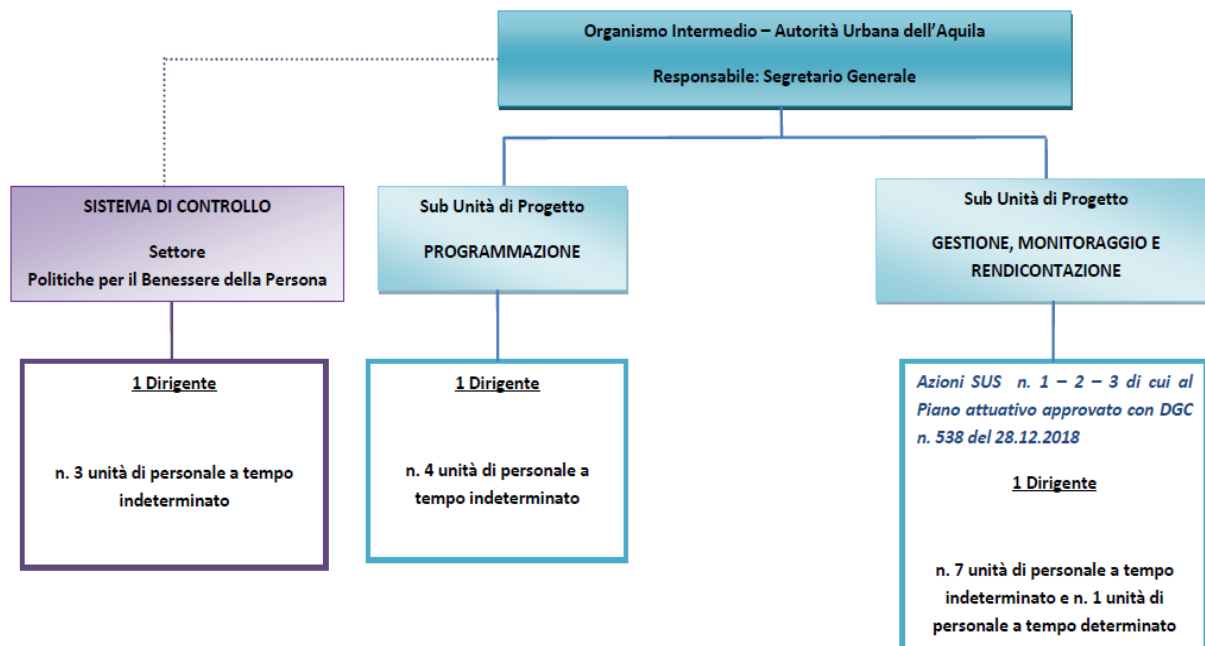 Organismo Intermedio – Autorità Urbana dell’Aquila
Responsabile: Segretario Generale
SISTEMA DI CONTROLLO
Settore
Politiche per il Benessere della Persona
Sub Unità di Progetto
PROGRAMMAZIONE
Sub Unità di Progetto
GESTIONE, MONITORAGGIO E
RENDICONTAZIONE
1 Dirigente
n. 3 unità di personale a tempo
indeterminato
1 Dirigente
n. 4 unità di personale a
tempo indeterminato
Azioni SUS n. 1 – 2 – 3 di cui al
Piano attuativo approvato con DGC
n. 538 del 28.12.2018
1 Dirigente
n. 7 unità di personale a tempo
indeterminato e n. 1 unità di
personale a tempo determinato